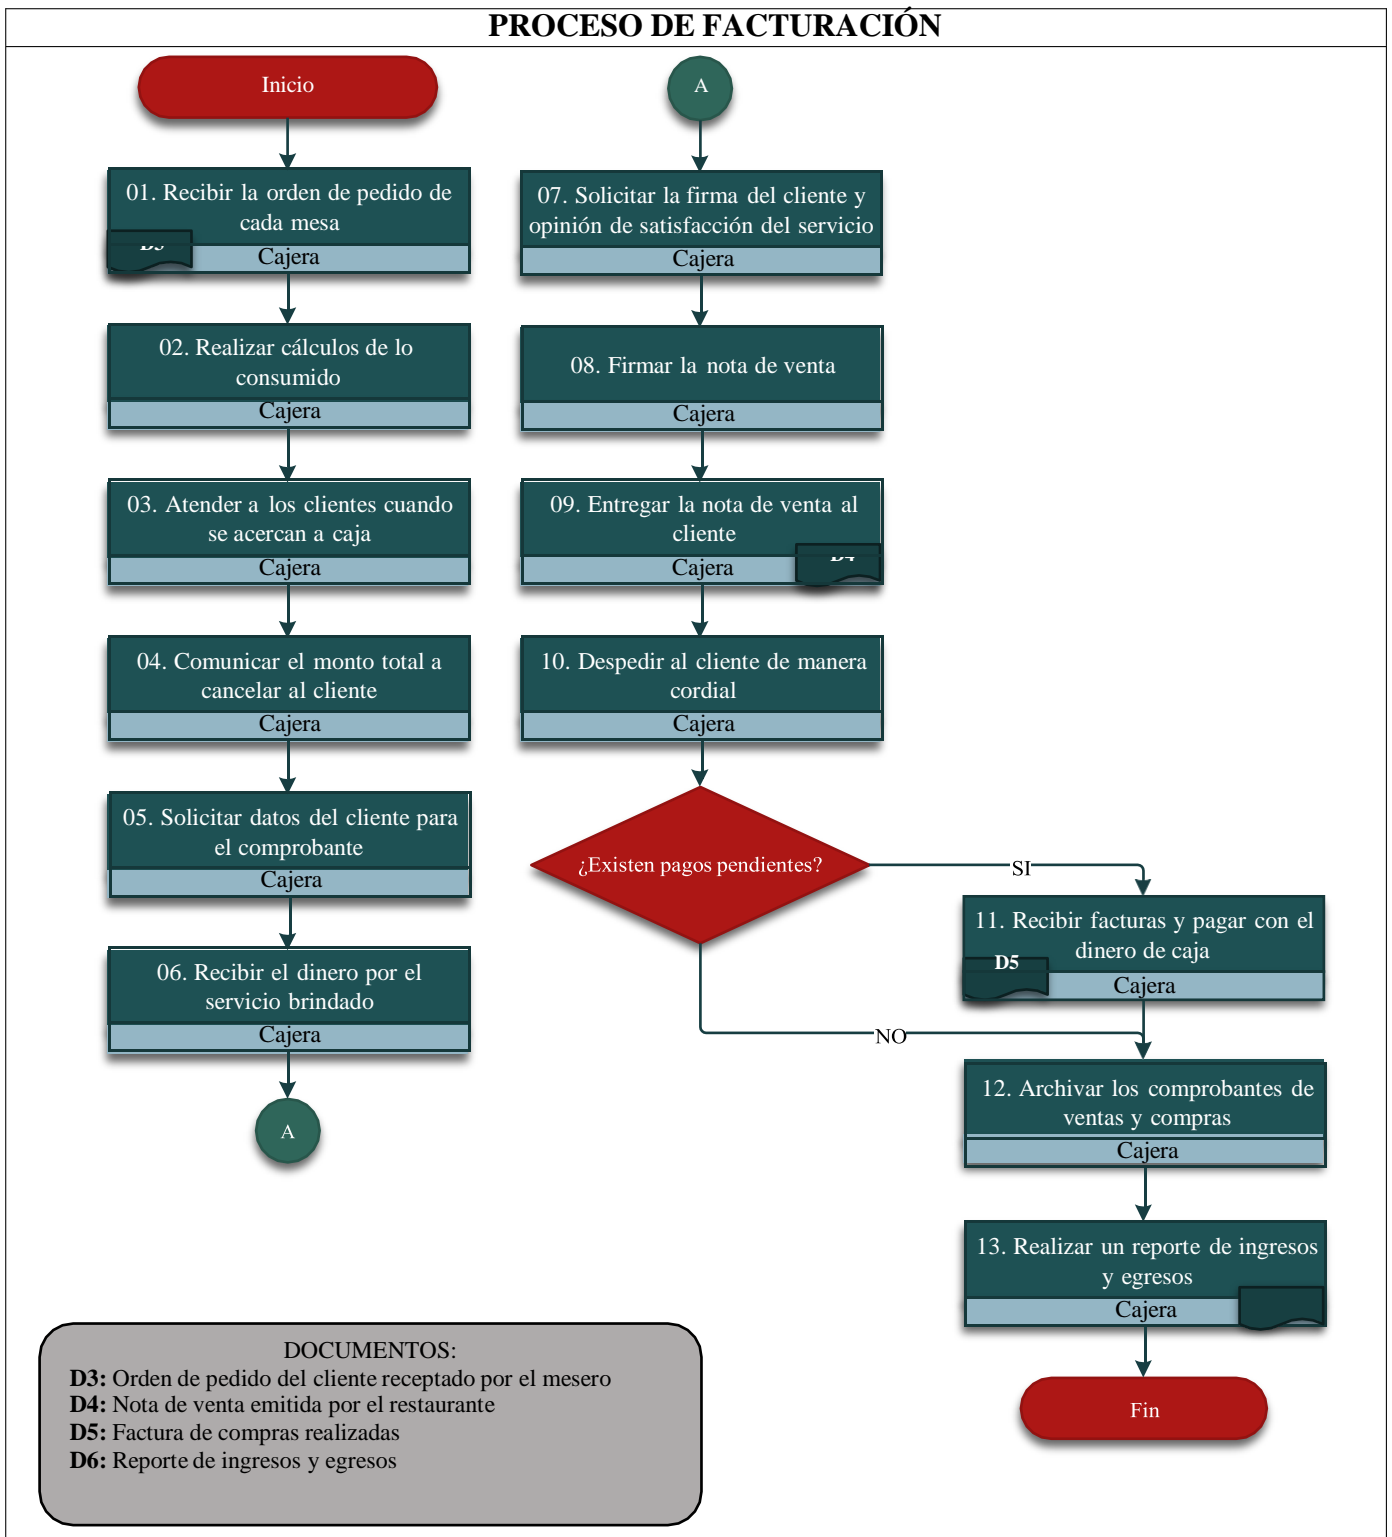 PROCESO DE FACTURACIÓN
Inicio
01. Recibir la orden de pedido de
cada mesa
D3
Cajera
02. Realizar cálculos de lo
consumido
Cajera
03. Atender a los clientes cuando
se acercan a caja
Cajera
04. Comunicar el monto total a
cancelar al cliente
Cajera
05. Solicitar datos del cliente para
el comprobante
Cajera
06. Recibir el dinero por el
servicio brindado
Cajera
A
A
07. Solicitar la firma del cliente y
opinión de satisfacción del servicio
Cajera
08. Firmar la nota de venta
Cajera
09. Entregar la nota de venta al
cliente
Cajera
D4
10. Despedir al cliente de manera
cordial
Cajera
¿Existen pagos pendientes?
SI
NO
11. Recibir facturas y pagar con el
dinero de caja
D5
Cajera
12. Archivar los comprobantes de
ventas y compras
Cajera
13. Realizar un reporte de ingresos
y egresos
Cajera
Fin
DOCUMENTOS:
D3: Orden de pedido del cliente receptado por el mesero
D4: Nota de venta emitida por el restaurante
D5: Factura de compras realizadas
D6: Reporte de ingresos y egresos